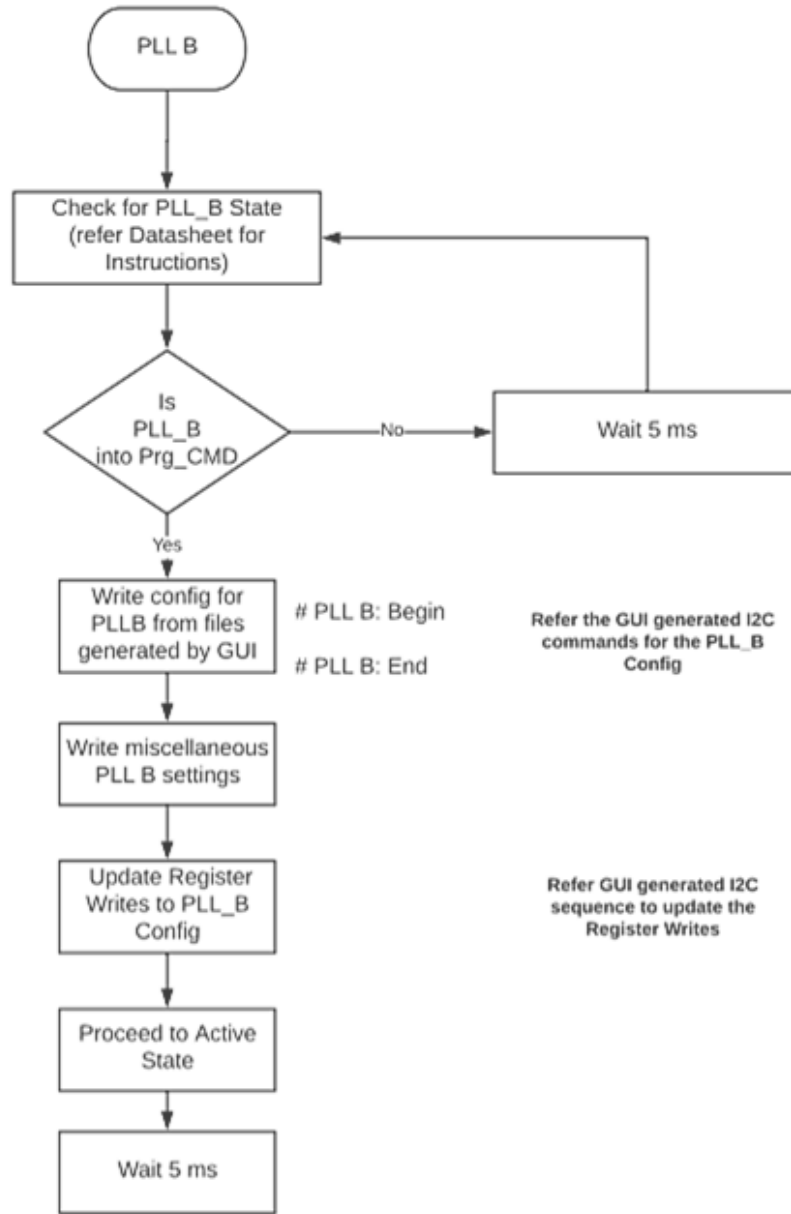 PLL B
Check for PLL_B State
(refer Datasheet for
Instructions)
Is
PLL_B
into Prg_CMD
No
Wait 5 ms
Yes
Write config for
PLLB from files
generated by GUI
# PLL B: Begin
# PLL B: End
Refer the GUI generated I2C
commands for the PLL_B
Config
Write miscellaneous
PLL B settings
Update Register
Writes to PLL_B
Config
Refer GUI generated I2C
sequence to update the
Register Writes
Proceed to Active
State
Wait 5 ms